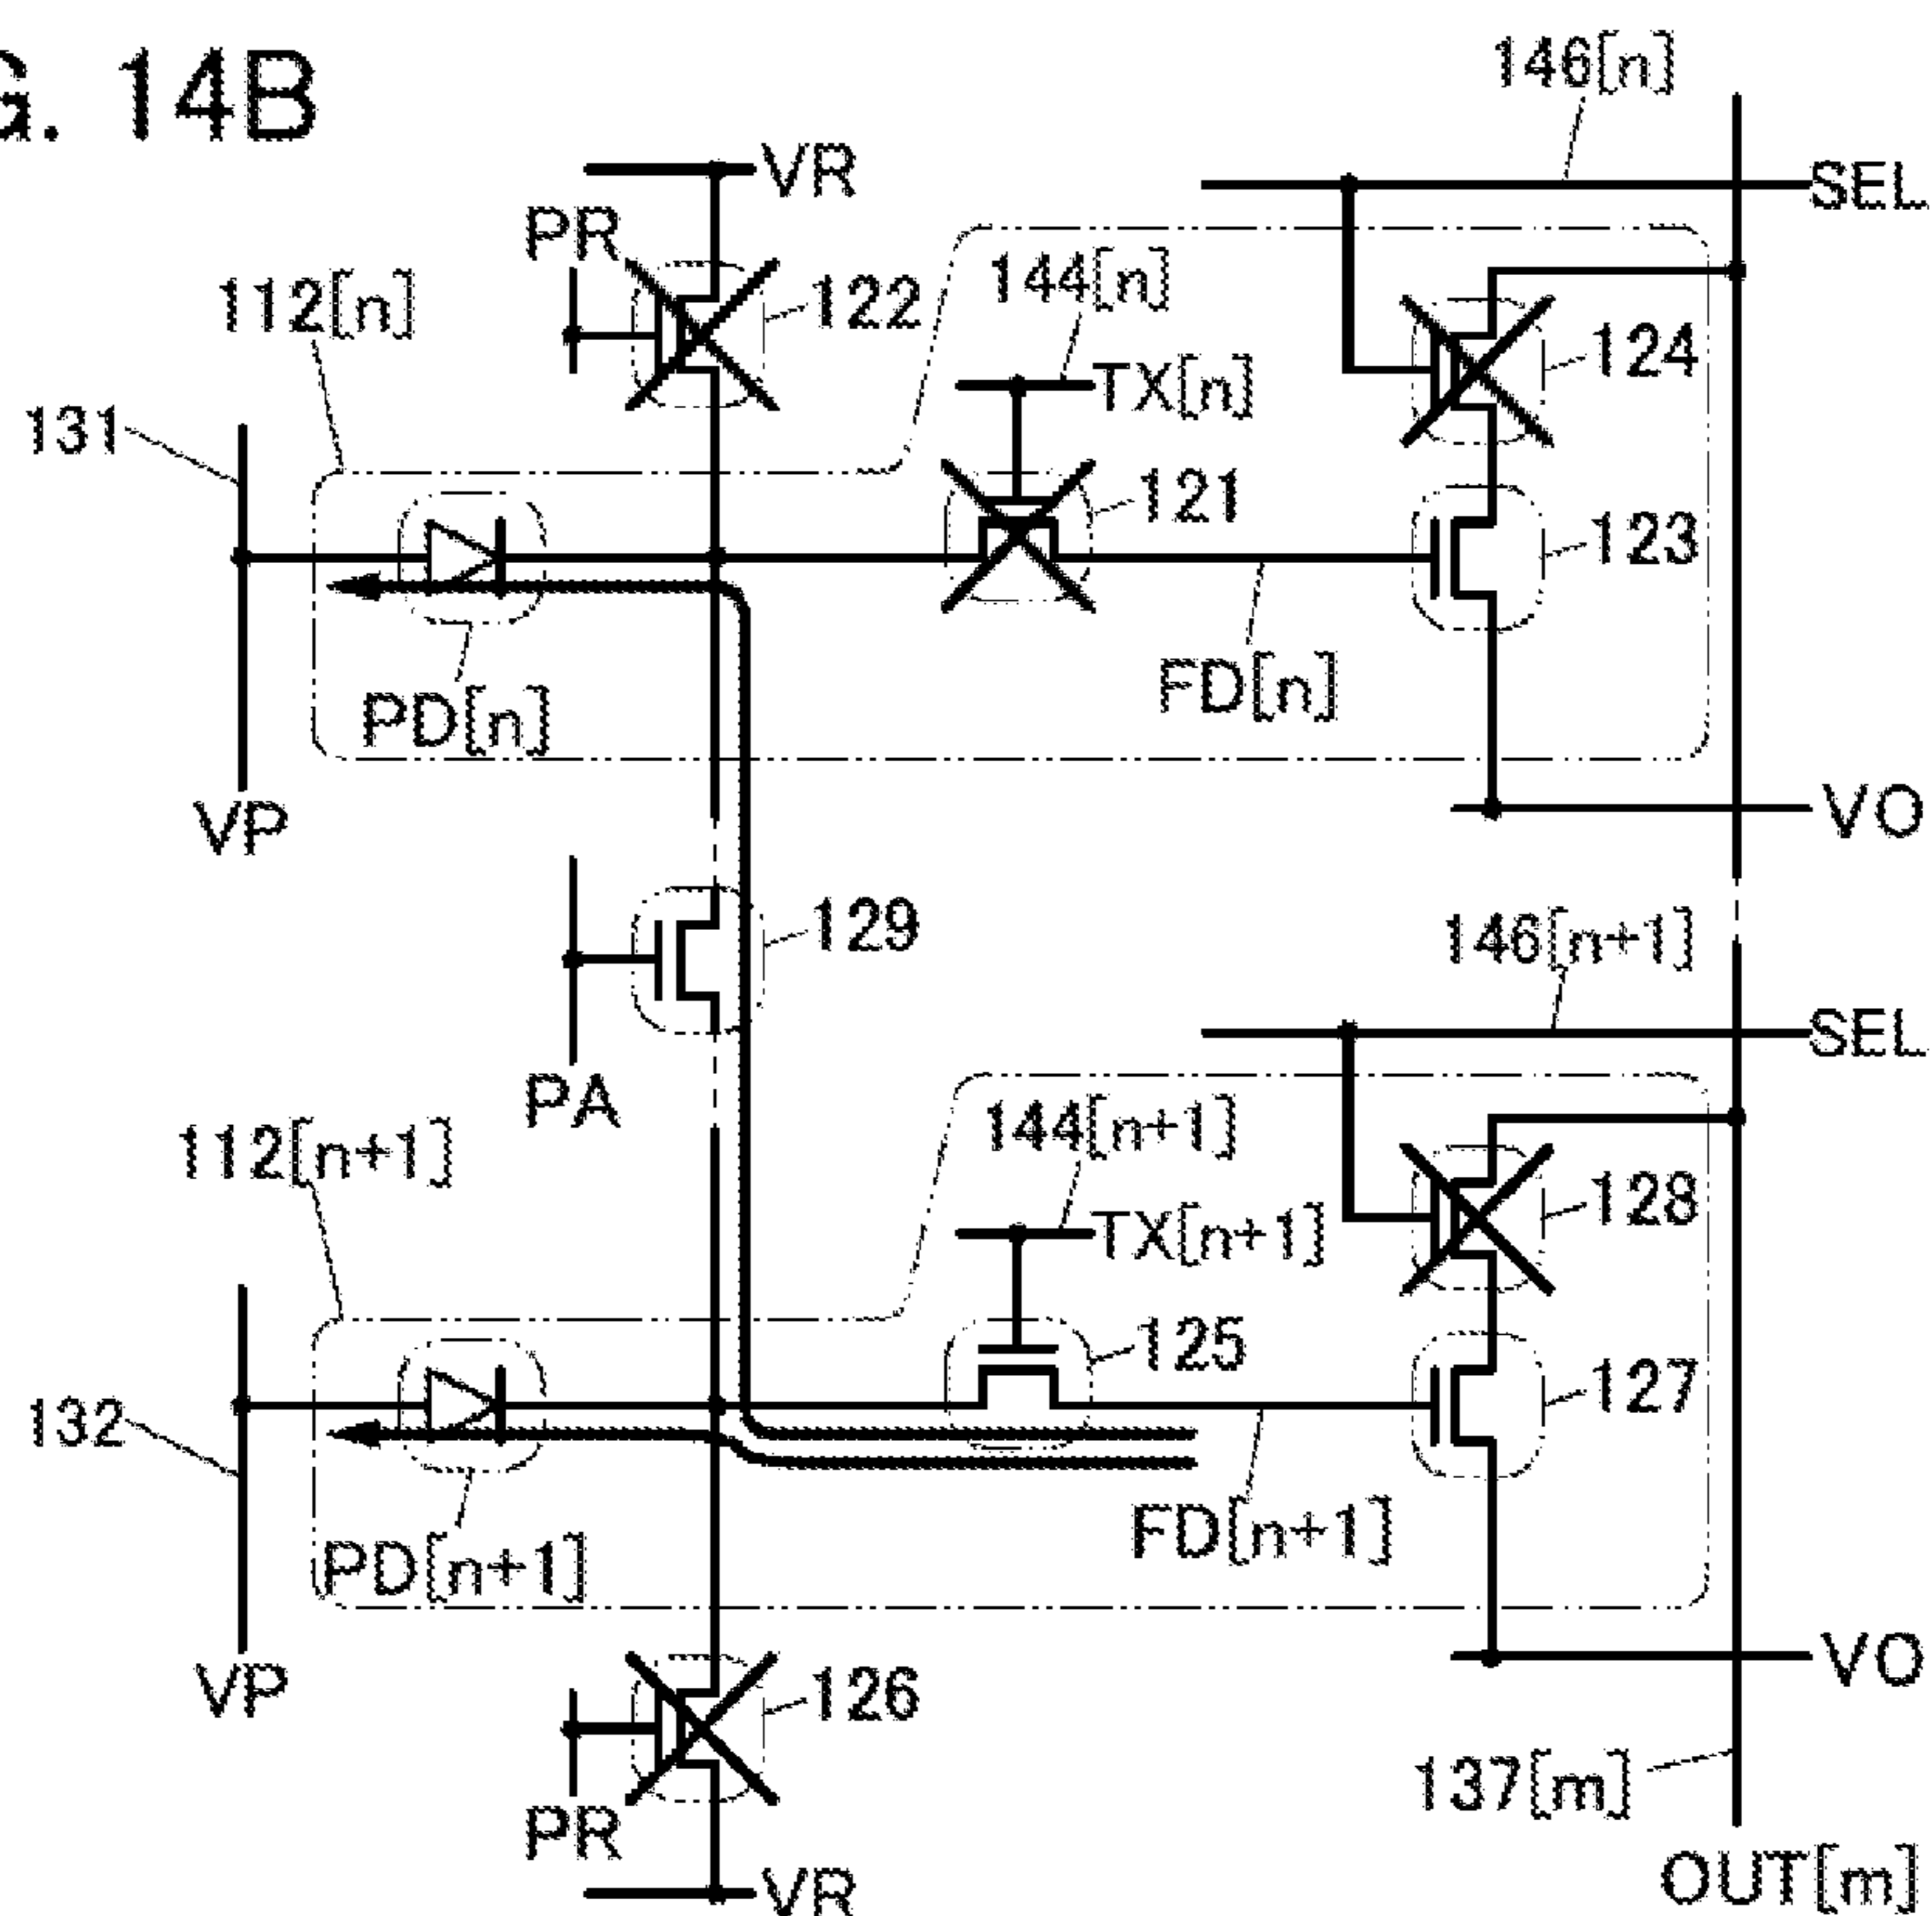 G. 14B
146[n]
VR
SEL
PR
112[n]
122
144[n]
124
131
TX[n]
121
123
PD[n]
FD[n]
VP
VO
129
146[n+1]
SEL
PA
112[n+1]
144[n+1]
128
TX[n+1]
125
127
132
FD[n+1]
PD[n+1]
VP
VO
126
137[m]
PR
VR
OUT[m]